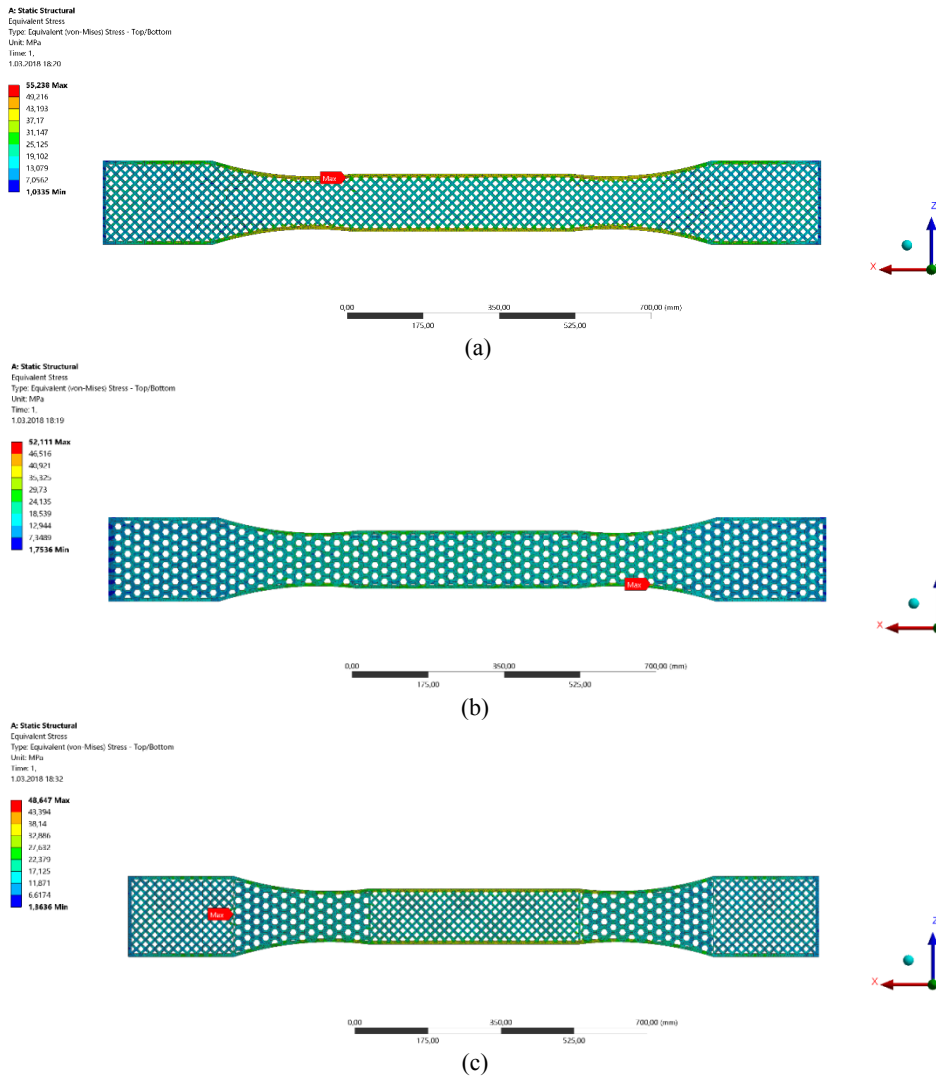 A: Static Structural
Equivalent Stress
Type: Equivalent (von-Mises) Stress - Top/Bottom
Unit: MPa
Time: 1,
1.03.2018 18:20
55,238 Max
49,216
43,193
37,17
31,147
25,125
19,102
13,079
7,0562
1,0335 Min
Max
Z
X
0,00 350,00 700,00 (mm)
175,00 525,00
(a)
A: Static Structural
Equivalent Stress
Type: Equivalent (von-Mises) Stress - Top/Bottom
Unit: MPa
Time: 1,
1.03.2018 18:19
52,111 Max
46,516
40,921
35,325
29,73
24,135
18,539
12,944
7,3489
1,7536 Min
Max
X
0,00 350,00 700,00 (mm)
175,00 525,00
(b)
A: Static Structural
Equivalent Stress
Type: Equivalent (von-Mises) Stress - Top/Bottom
Unit: MPa
Time: 1,
1.03.2018 18:32
48,647 Max
43,394
38,14
32,886
27,632
22,379
17,125
11,871
6,6174
1,3636 Min
Max
Z
X
0,00 350,00 700,00 (mm)
175,00 525,00
(c)